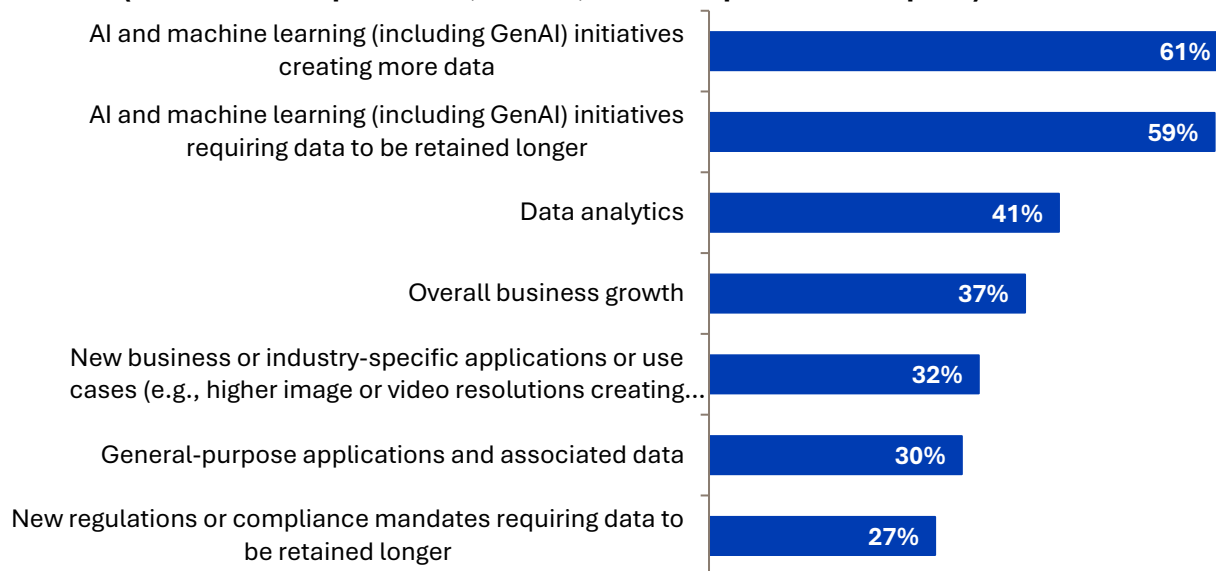 AI and machine learning (including GenAI) initiatives
creating more data
61%
AI and machine learning (including GenAI) initiatives
requiring data to be retained longer
59%
Data analytics
41%
Overall business growth
37%
New business or industry-specific applications or use
cases (e.g., higher image or video resolutions creating...
32%
General-purpose applications and associated data
30%
New regulations or compliance mandates requiring data to
be retained longer
27%